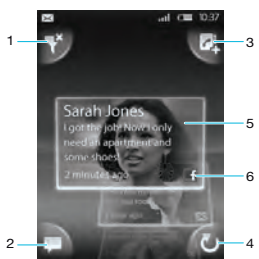 10:37
1
3
Sarah Jones
I got the job! Now I only
need an apartment and
some shoes!
5
2 minutes ago
f
6
2
4